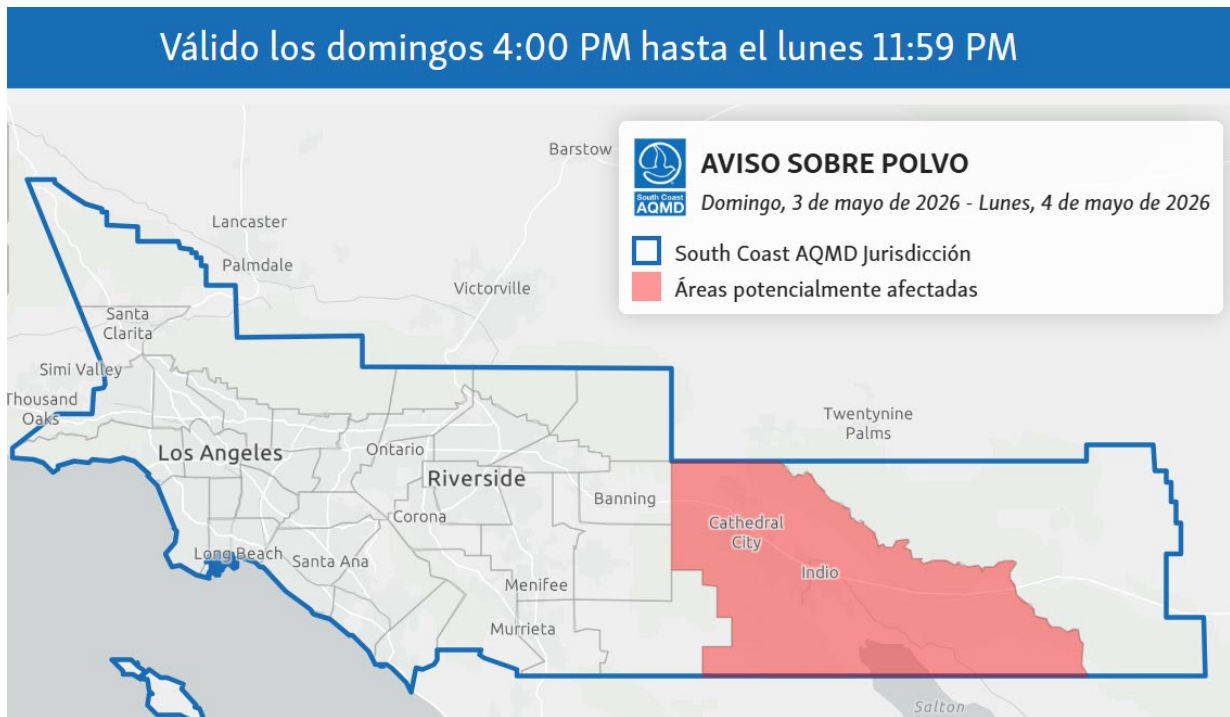 Válido los domingos 4:00 PM hasta el lunes 11:59 PM
AVISO SOBRE POLVO
Domingo, 3 de mayo de 2026 - Lunes, 4 de mayo de 2026
South Coast
AQMD
South Coast AQMD Jurisdicción
Áreas potencialmente afectadas
Barstow
Lancaster
Palmdale
Victorville
Santa
Clarita
Simi Valley
Thousand
Oaks
Twentynine
Palms
Los Angeles
Ontario
Riverside
Banning
Corona
Cathedral
City
Long Beach
Santa Ana
Indio
Menifee
Murrieta
Salton